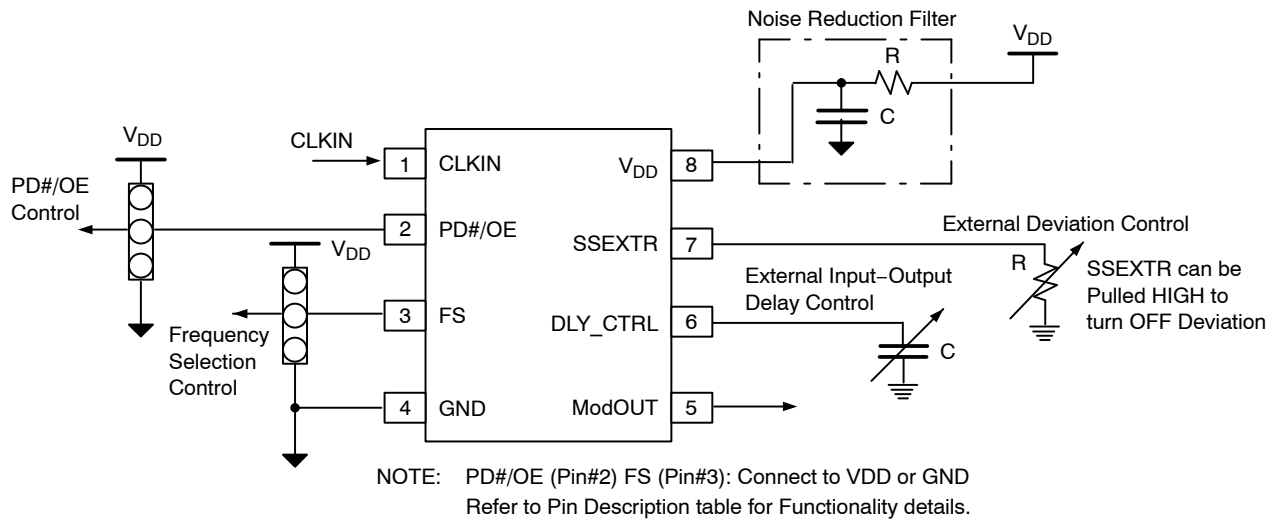 Noise Reduction Filter
VDD
R
C
VDD
CLKIN
PD#/OE
Control
1 CLKIN
VDD 8
2 PD#/OE
VDD
SSEXTR 7
External Deviation Control
R
SSEXTR can be
Pulled HIGH to
turn OFF Deviation
External Input–Output
Delay Control
3 FS
DLY_CTRL 6
C
Frequency
Selection
Control
4 GND
ModOUT 5
NOTE: PD#/OE (Pin#2) FS (Pin#3): Connect to VDD or GND
Refer to Pin Description table for Functionality details.